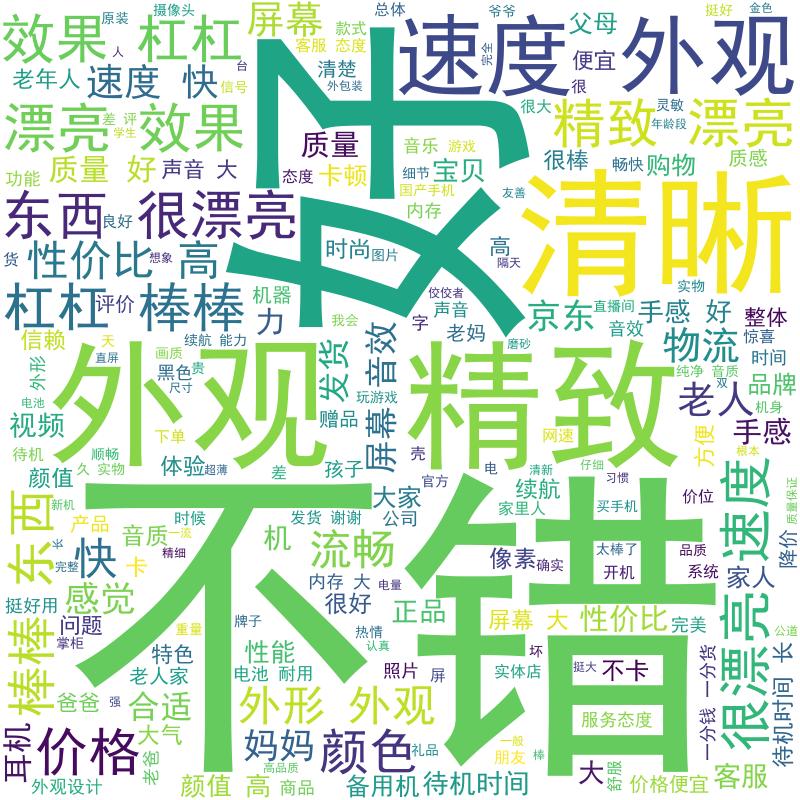 原装
摄像头
屏幕
款式
总体
爷爷
挺好
金色
效果 杠杠
人
客服 态度
速度
外观
父母
完全
便宜
老年人
速度 快
台
信号
清楚
外包装
很
很大
灵敏
年龄段
漂亮
差 评
学生
效果
好
质量
音乐
游戏
精致 漂亮
功能
质量 好
声音 大
态度
卡顿
细节
宝贝
国产手机
很棒
畅快
购物
质感
东西
良好
很漂亮
内存
友善
清晰
货
性价比 高
想象
时尚
图片
高
隔天
实物
杠杠 棒棒
评价
机器
力
佼佼者
声音
字
老妈
京东
直播间
音效
手感 好
整体
信赖
天
续航 能力
我会
磨砂
物流
惊喜
时间
直屏
画质
贵
黑色
尺寸
发货
屏幕 音效
外观 精致
纯净 音质
双
品牌
机身
外形
电池
视频
玩游戏
赠品
老人
手感
待机
顺畅
下单
壳
网速
方便
根本
颜值
久 实物
体验
超薄
差
孩子
官方
电
清新
仔细
习惯
质量保证
东西
新机
产品
时候
大家
发货 谢谢
公司
续航
家里人
买手机
价位
速度
降价
不错
音质
一流
机
流畅
像素
确实
太棒了
品质
快
完整
卡
精细
内存 大
电量
开机
系统
家人
挺好用
感觉
重量
牌子
很好
正品
屏幕 大
性价比
完美
公道
棒棒
问题
掌柜
特色
性能
热情
认真
很漂亮
老人家
电池 耐用
照片
屏
实体店
坏
挺大
不卡
一分钱 一分货
待机时间 长
爸爸
强
合适
外形 外观
服务态度
耳机
价格
大气
老爸
妈妈
颜色
礼品
一般
朋友
棒
高品质
大
舒服
外观设计
颜值 高
商品
备用机
待机时间
价格便宜
客服